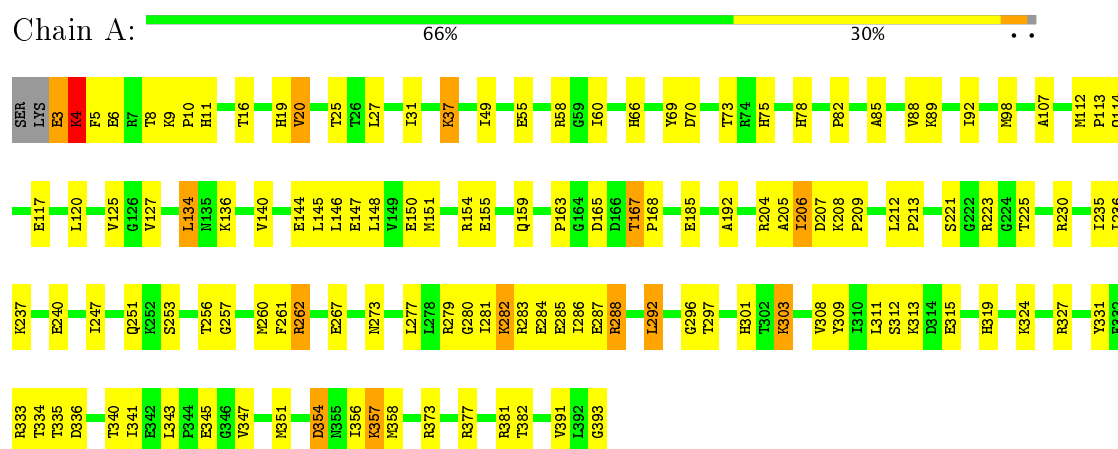 Chain A:
66% 30% • •
SER LYS E3 K4 F5 E6 R7 T8 K9 P10 H11 T16 H19 V20 T25 T26 L27 I31 K37 I49 E55 R58 G59 I60 H66 Y69 D70 T73 R74 H75 H78 P82 A85 V88 K89 I92 M98 A107 M112 P113 Q114
E117 L120 V125 G126 V127 L134 N135 K136 V140 E144 L145 L146 E147 L148 V149 E150 M151 R154 E155 Q159 P163 G164 D165 D166 T167 P168 E185 A192 R204 A205 I206 D207 K208 P209 L212 P213 S221 G222 R223 G224 T225 R230 I235
K237 E240 I247 Q251 K252 S253 T256 G257 M260 F261 R262 E267 N273 L277 L278 R279 G280 I281 K282 R283 E284 E285 I286 E287 R288 L292 G296 T297 H301 T302 K303 V308 Y309 I310 L311 S312 K313 D314 E315 H319 K324 R327 Y331
R333 T334 T335 D336 T340 I341 E342 L343 P344 E345 G346 V347 M351 D354 N355 I356 K357 M358 R373 R377 R381 T382 V391 L392 G393